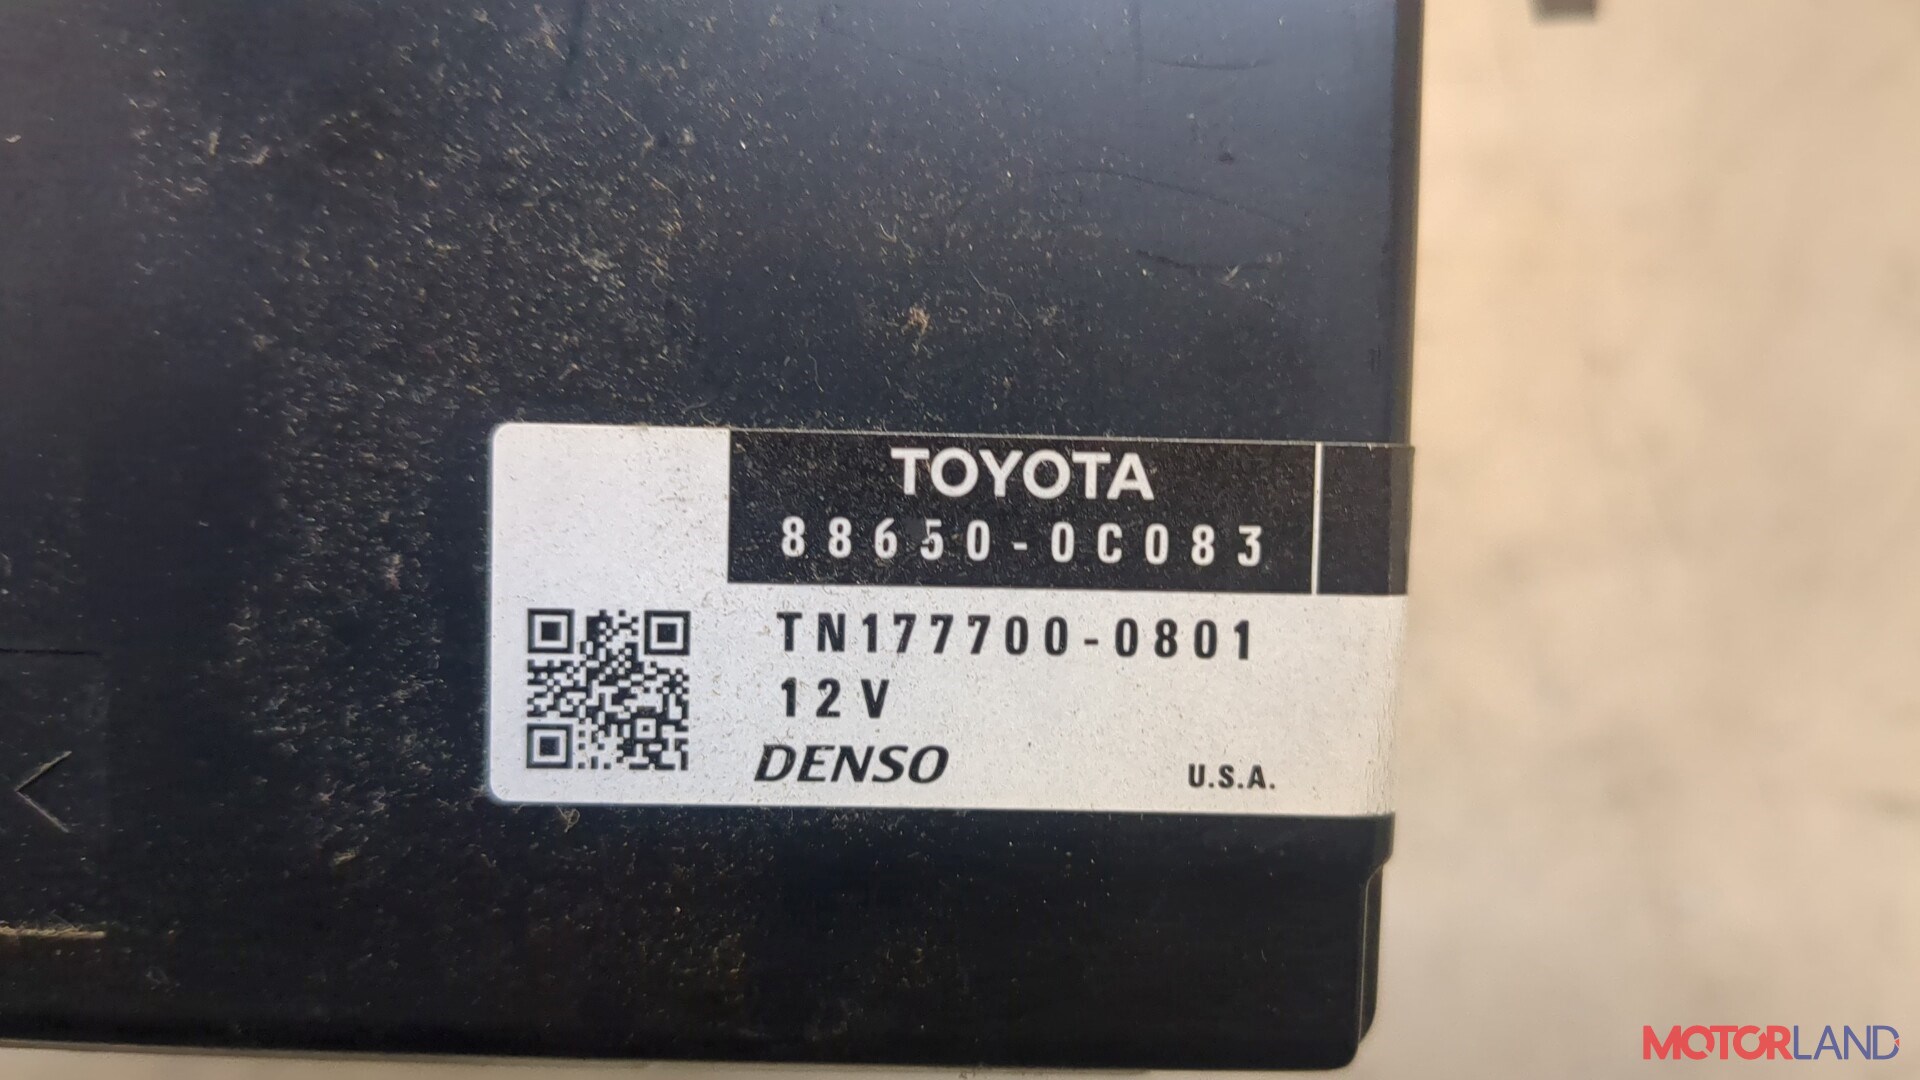 TOYOTA
88650-0C083
TN177700-0801
12V
DENSO
U.S.A.
MOTORLAND